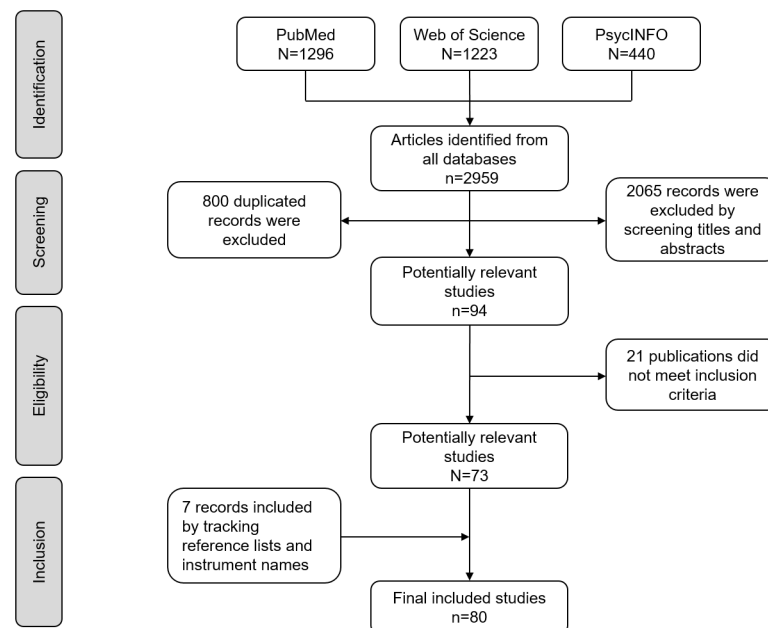 Identification
PubMed
N=1296
Web of Science
N=1223
PsycINFO
N=440
Articles identified from
all databases
n=2959
Screening
800 duplicated
records were
excluded
2065 records were
excluded by
screening titles and
abstracts
Potentially relevant
studies
n=94
Eligibility
21 publications did
not meet inclusion
criteria
Potentially relevant
studies
N=73
Inclusion
7 records included
by tracking
reference lists and
instrument names
Final included studies
n=80